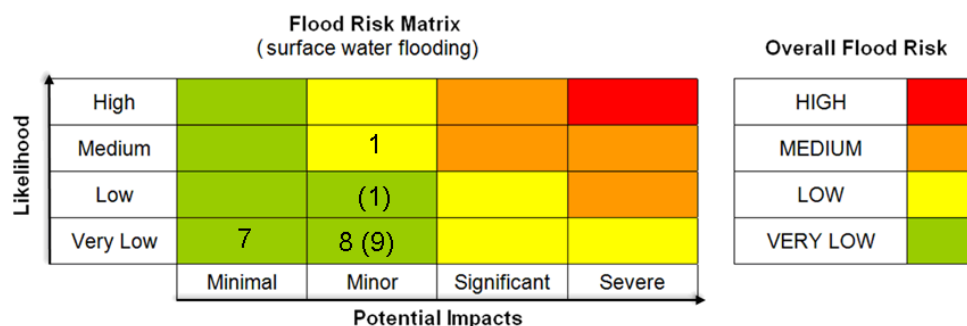 Flood Risk Matrix
( surface water flooding)
Overall Flood Risk
Likelihood
High
Medium 1
Low (1)
Very Low 7 8 (9)
Minimal Minor Significant Severe
Potential Impacts
HIGH
MEDIUM
LOW
VERY LOW